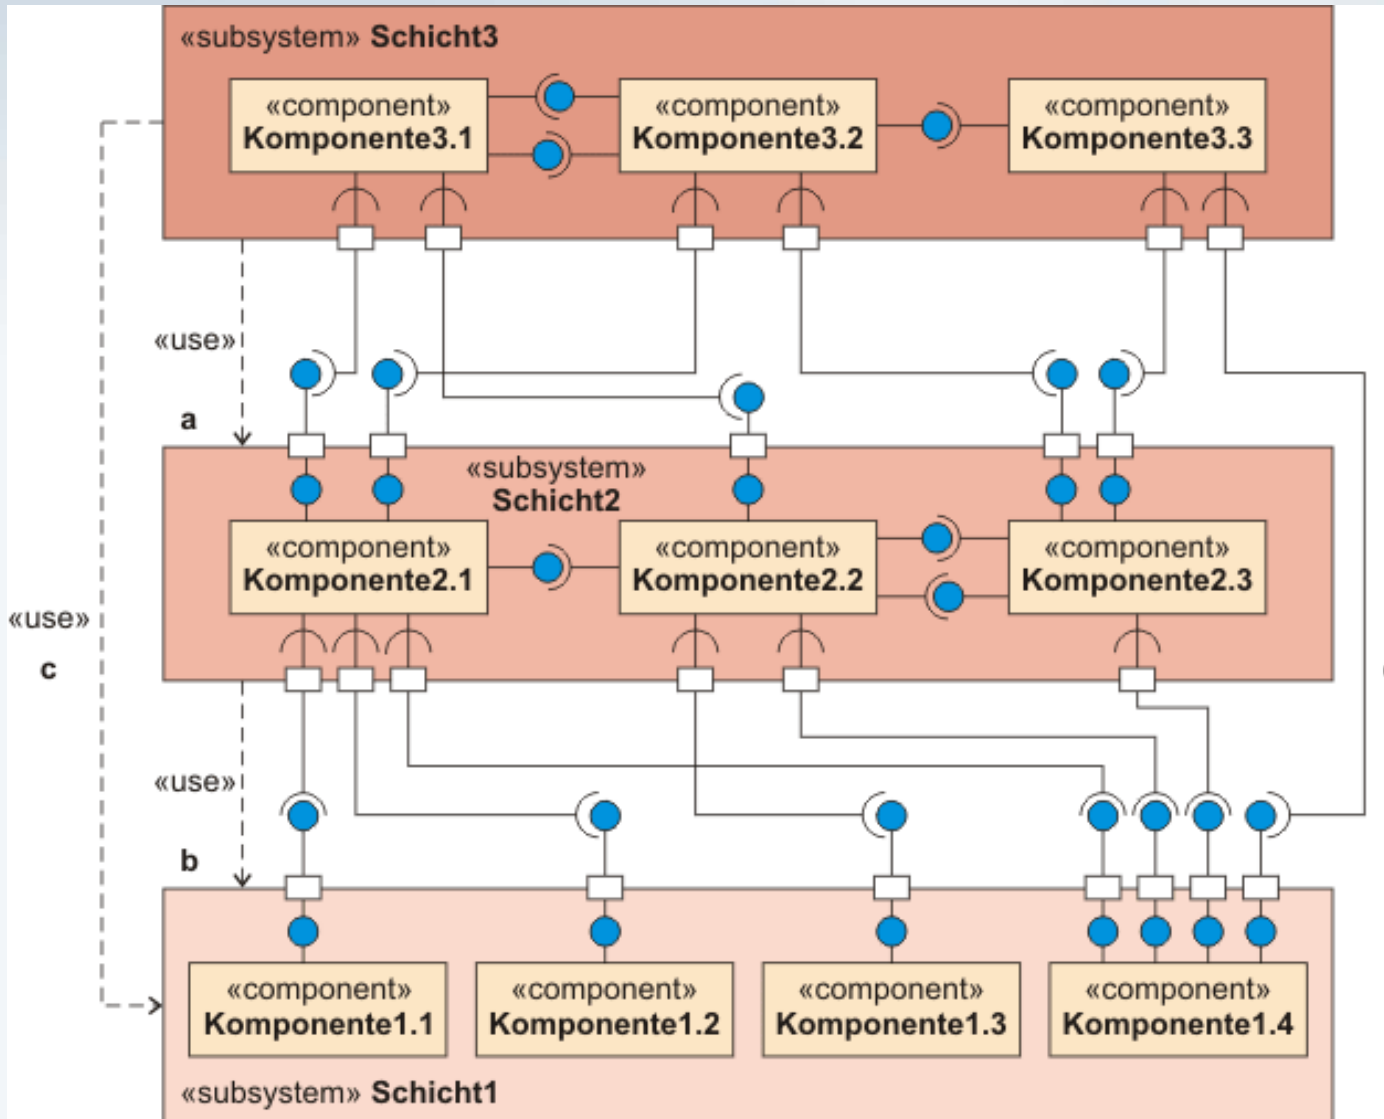 «subsystem» Schicht3
«component»
Komponente3.1
«component»
Komponente3.2
«component»
Komponente3.3
«use»
a
«subsystem»
Schicht2
«component»
Komponente2.1
«component»
Komponente2.2
«component»
Komponente2.3
«use»
c
«use»
b
«component»
Komponente1.1
«component»
Komponente1.2
«component»
Komponente1.3
«component»
Komponente1.4
«subsystem» Schicht1